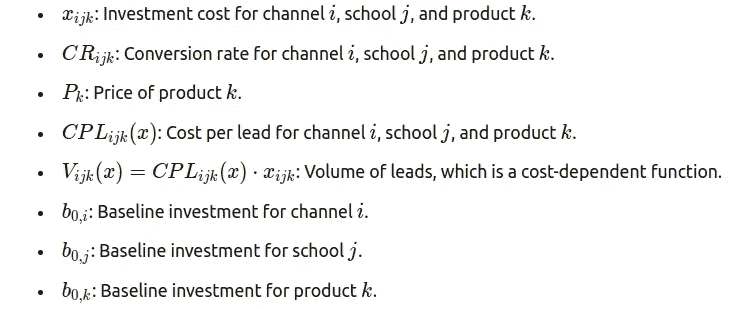 • $x_{ijk}$: Investment cost for channel $i$, school $j$, and product $k$.
• $CR_{ijk}$: Conversion rate for channel $i$, school $j$, and product $k$.
• $P_k$: Price of product $k$.
• $CPL_{ijk}(x)$: Cost per lead for channel $i$, school $j$, and product $k$.
• $V_{ijk}(x) = CPL_{ijk}(x) \cdot x_{ijk}$: Volume of leads, which is a cost-dependent function.
• $b_{0,i}$: Baseline investment for channel $i$.
• $b_{0,j}$: Baseline investment for school $j$.
• $b_{0,k}$: Baseline investment for product $k$.